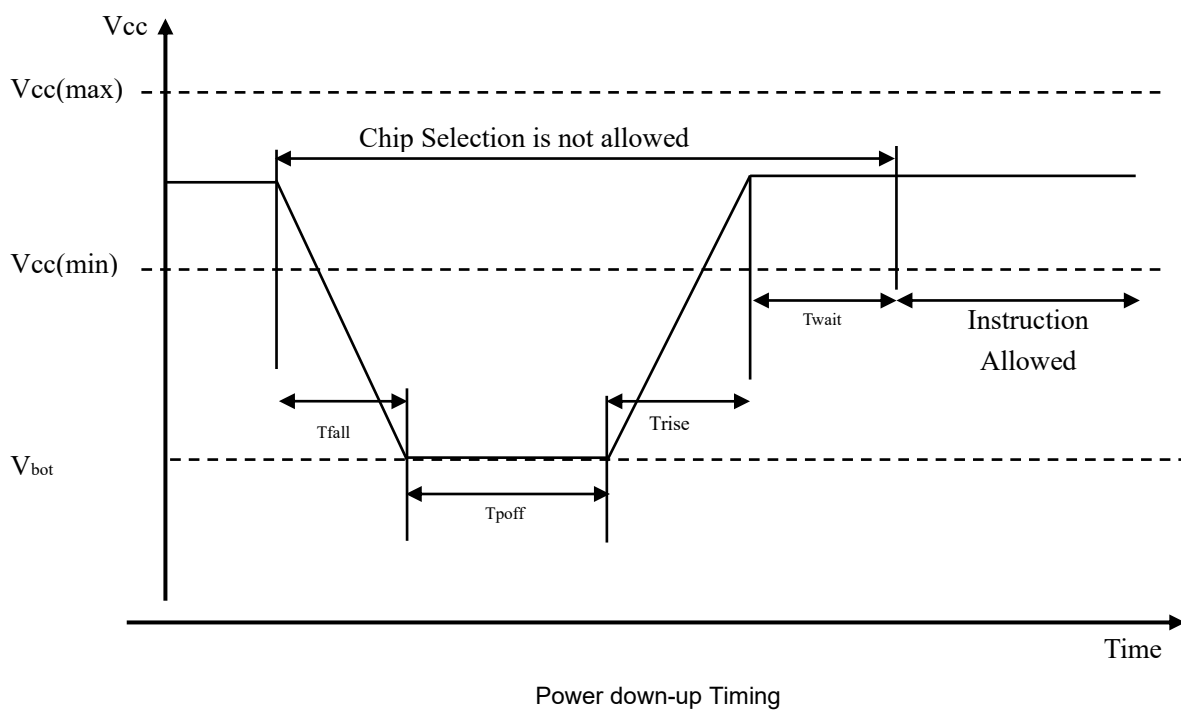 Vcc
Vcc(max)
Chip Selection is not allowed
Vcc(min)
Twait
Instruction
Allowed
Tfall
Trise
Vbot
Tpoff
Time
Power down-up Timing